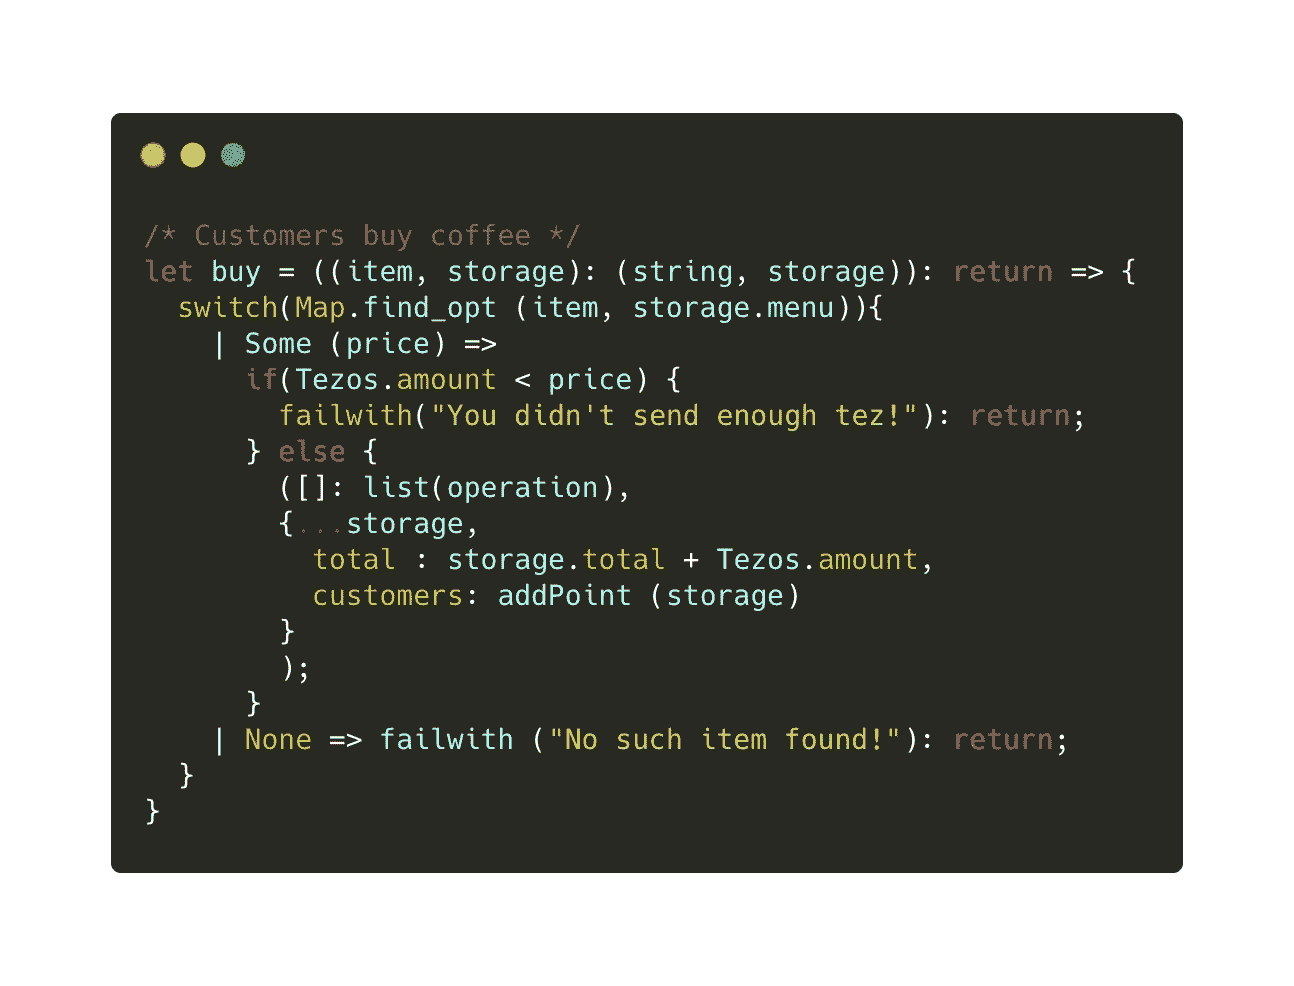 /* Customers buy coffee */
let buy = ((item, storage): (string, storage)): return => {
  switch(Map.find_opt (item, storage.menu)){
    | Some (price) =>
      if(Tezos.amount < price) {
        failwith("You didn't send enough tez!"): return;
      } else {
        ([]: list(operation),
        {...storage,
          total : storage.total + Tezos.amount,
          customers: addPoint (storage)
        }
        );
      }
    | None => failwith ("No such item found!"): return;
  }
}